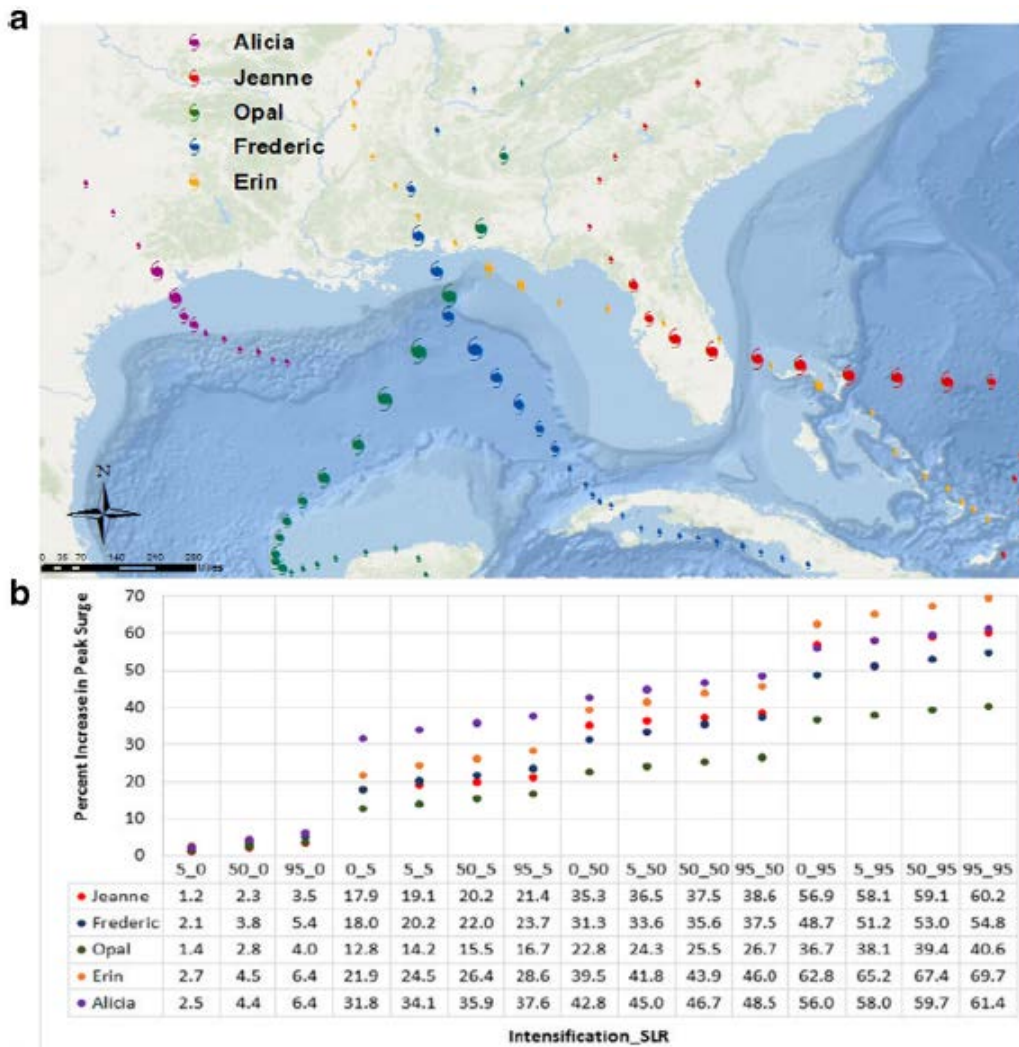 a
Alicia
Jeanne
Opal
Frederic
Erin
N
0 35 70 140 210 280
Miles
b
Percent Increase in Peak Surge
70
60
50
40
30
20
10
0
5_0 50_0 95_0 0_5 5_5 50_5 95_5 0_50 5_50 50_50 95_50 0_95 5_95 50_95 95_95
Jeanne 1.2 2.3 3.5 17.9 19.1 20.2 21.4 35.3 36.5 37.5 38.6 56.9 58.1 59.1 60.2
Frederic 2.1 3.8 5.4 18.0 20.2 22.0 23.7 31.3 33.6 35.6 37.5 48.7 51.2 53.0 54.8
Opal 1.4 2.8 4.0 12.8 14.2 15.5 16.7 22.8 24.3 25.5 26.7 36.7 38.1 39.4 40.6
Erin 2.7 4.5 6.4 21.9 24.5 26.4 28.6 39.5 41.8 43.9 46.0 62.8 65.2 67.4 69.7
Alicia 2.5 4.4 6.4 31.8 34.1 35.9 37.6 42.8 45.0 46.7 48.5 56.0 58.0 59.7 61.4
Intensification_SLR